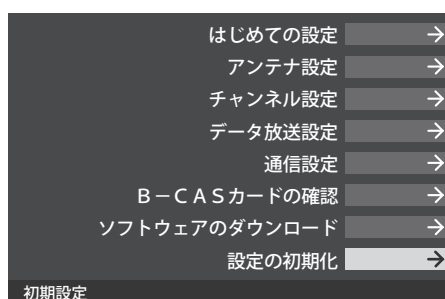 はじめての設定
アンテナ設定
チャンネル設定
データ放送設定
通信設定
B－CASカードの確認
ソフトウェアのダウンロード
設定の初期化
初期設定